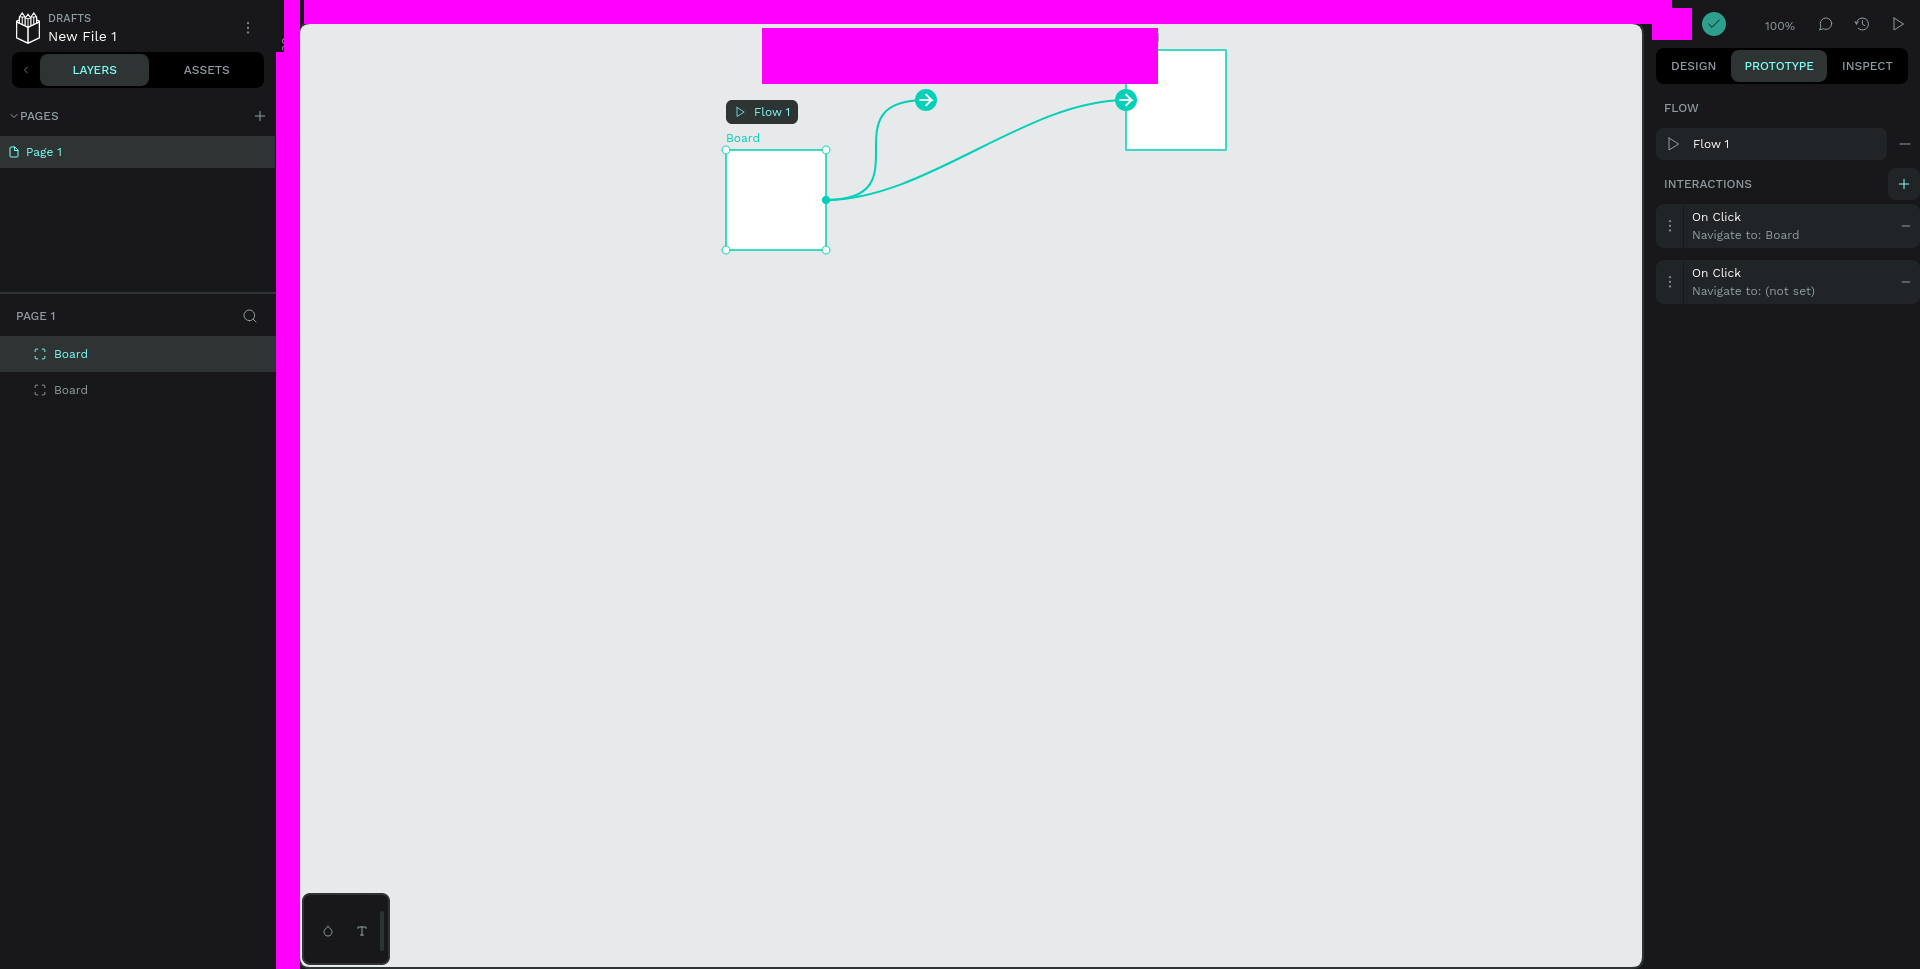 DRAFTS
New File 1
LAYERS
ASSETS
PAGES
Page 1
PAGE 1
Board
Board
Flow 1
Board
100%
DESIGN
PROTOTYPE
INSPECT
FLOW
Flow 1
INTERACTIONS
On Click
Navigate to: Board
On Click
Navigate to: (not set)